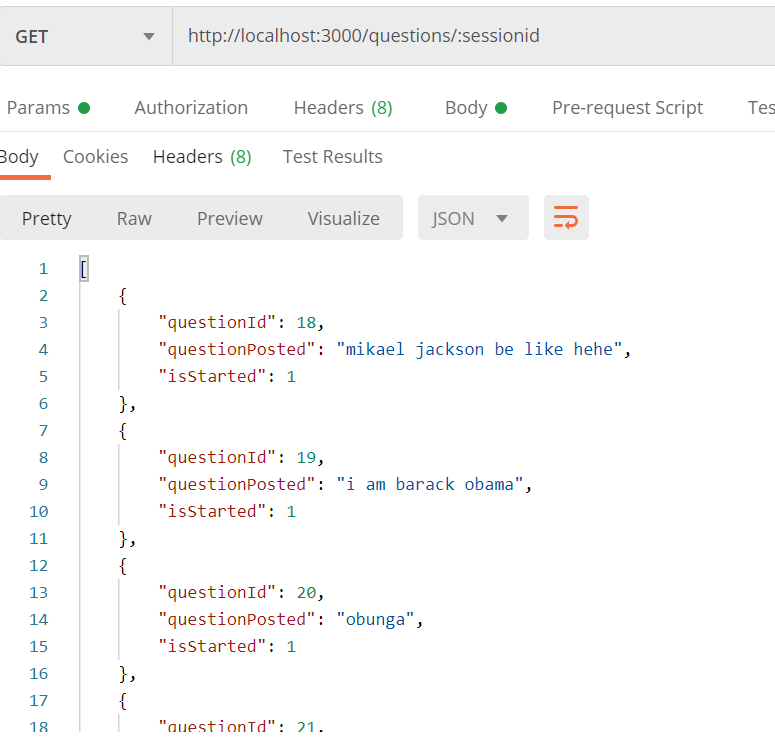 GET http://localhost:3000/questions/:sessionid
Params Authorization Headers (8) Body Pre-request Script Tes
Body Cookies Headers (8) Test Results
Pretty Raw Preview Visualize JSON
1 [
2 {
3 "questionId": 18,
4 "questionPosted": "mikael jackson be like hehe",
5 "isStarted": 1
6 },
7 {
8 "questionId": 19,
9 "questionPosted": "i am barack obama",
10 "isStarted": 1
11 },
12 {
13 "questionId": 20,
14 "questionPosted": "obunga",
15 "isStarted": 1
16 },
17 {
18 "questionId": 21,